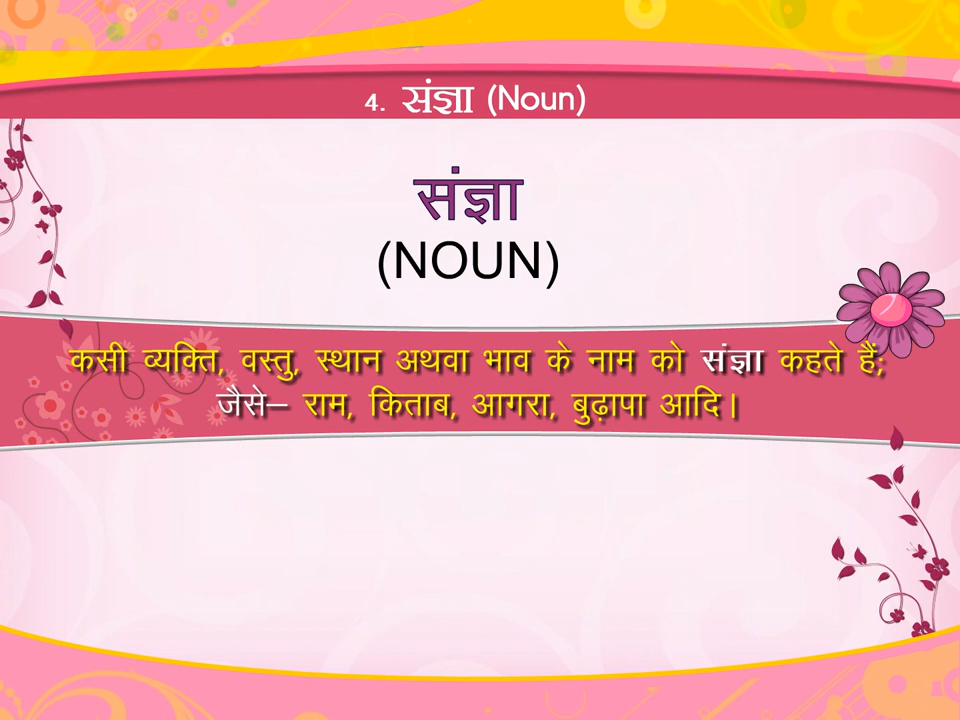 4. संज्ञा (Noun)
संज्ञा
(NOUN)
कसी व्यक्ति, वस्तु, स्थान अथवा भाव के नाम को संज्ञा कहते हैं;
जैसे— राम, किताब, आगरा, बुढ़ापा आदि।